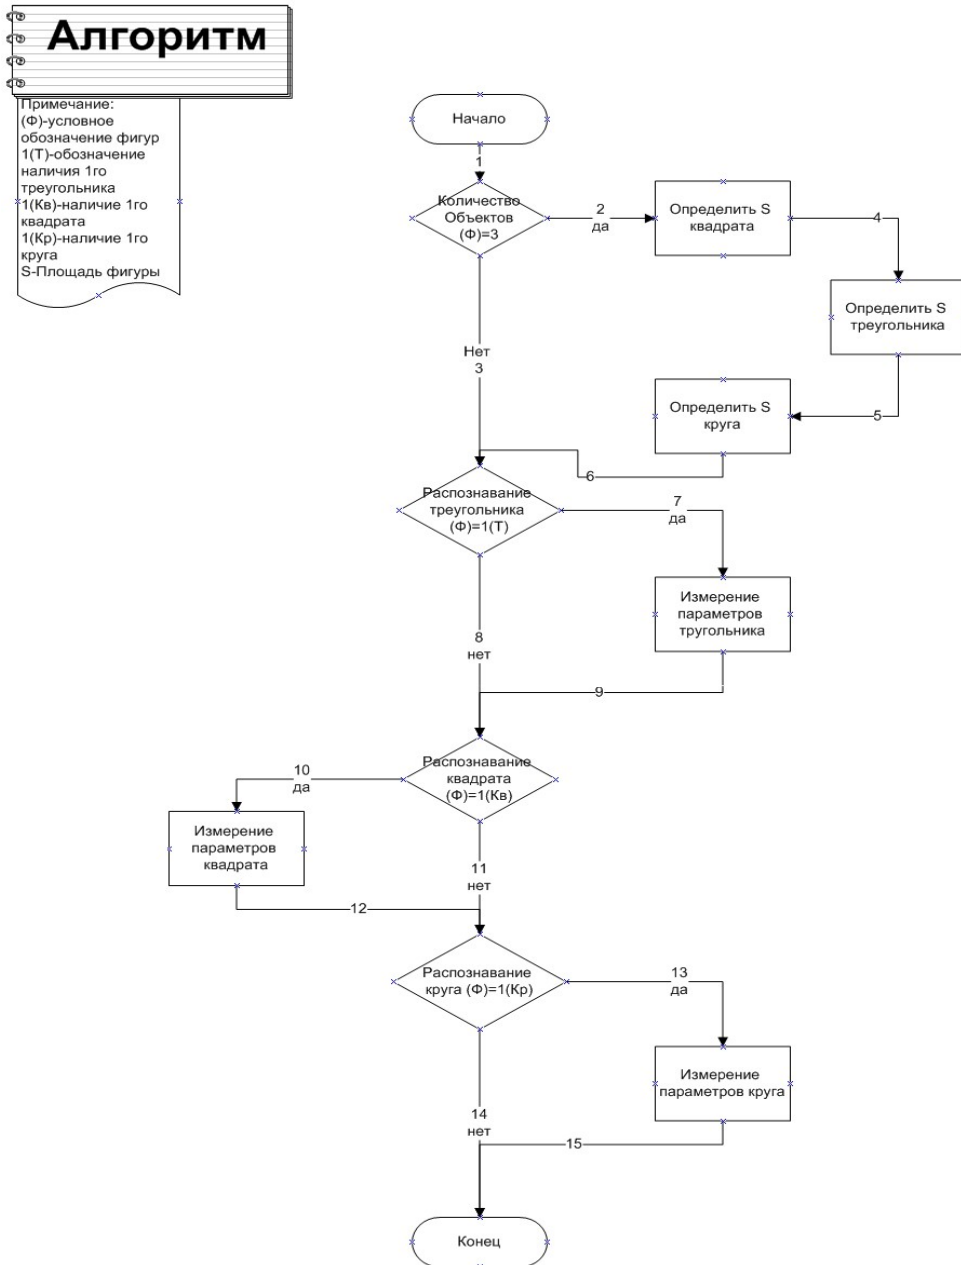 Алгоритм
Примечание:
(Ф)-условное
обозначение фигур
1(Т)-обозначение
наличия 1го
треугольника
1(Кв)-наличие 1го
квадрата
1(Кр)-наличие 1го
круга
S-Площадь фигуры
Начало
1
Количество
Объектов
(Ф)=3
2
да
Определить S
квадрата
4
Определить S
треугольника
Нет
3
Определить S
круга
5
6
Распознавание
треугольника
(Ф)=1(Т)
7
да
Измерение
параметров
тругольника
8
нет
9
Распознавание
квадрата
(Ф)=1(Кв)
10
да
Измерение
параметров
квадрата
11
нет
12
Распознавание
круга (Ф)=1(Кр)
13
да
Измерение
параметров круга
14
нет
15
Конец